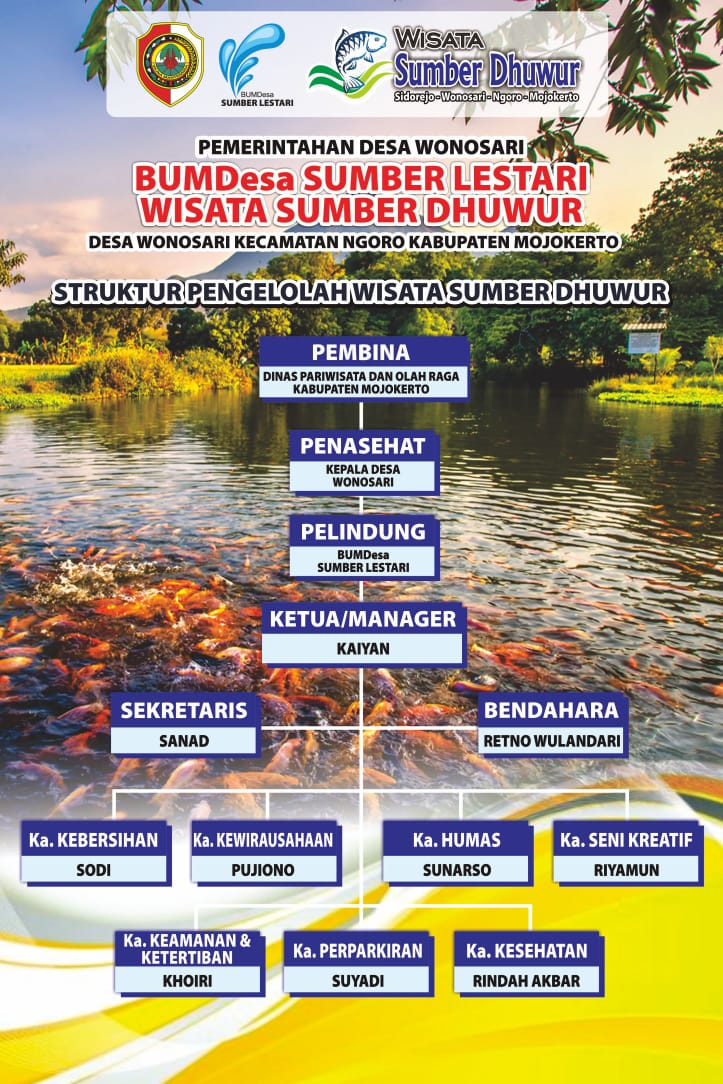 BUMDesa
SUMBER LESTARI
WISATA
Sumber Dhuwur
Sidorejo - Wonosari - Ngoro - Mojokerto
PEMERINTAHAN DESA WONOSARI
BUMDesa SUMBER LESTARI
WISATA SUMBER DHUWUR
DESA WONOSARI KECAMATAN NGORO KABUPATEN MOJOKERTO
STRUKTUR PENGELOLAH WISATA SUMBER DHUWUR
PEMBINA
DINAS PARIWISATA DAN OLAH RAGA
KABUPATEN MOJOKERTO
PENASEHAT
KEPALA DESA
WONOSARI
PELINDUNG
BUMDesa
SUMBER LESTARI
KETUA/MANAGER
KAIYAN
SEKRETARIS
SANAD
BENDAHARA
RETNO WULANDARI
Ka. KEBERSIHAN
SODI
Ka. KEWIRAUSAHAAN
PUJIONO
Ka. HUMAS
SUNARSO
Ka. SENI KREATIF
RIYAMUN
Ka. KEAMANAN &
KETERTIBAN
KHOIRI
Ka. PERPARKIRAN
SUYADI
Ka. KESEHATAN
RINDAH AKBAR